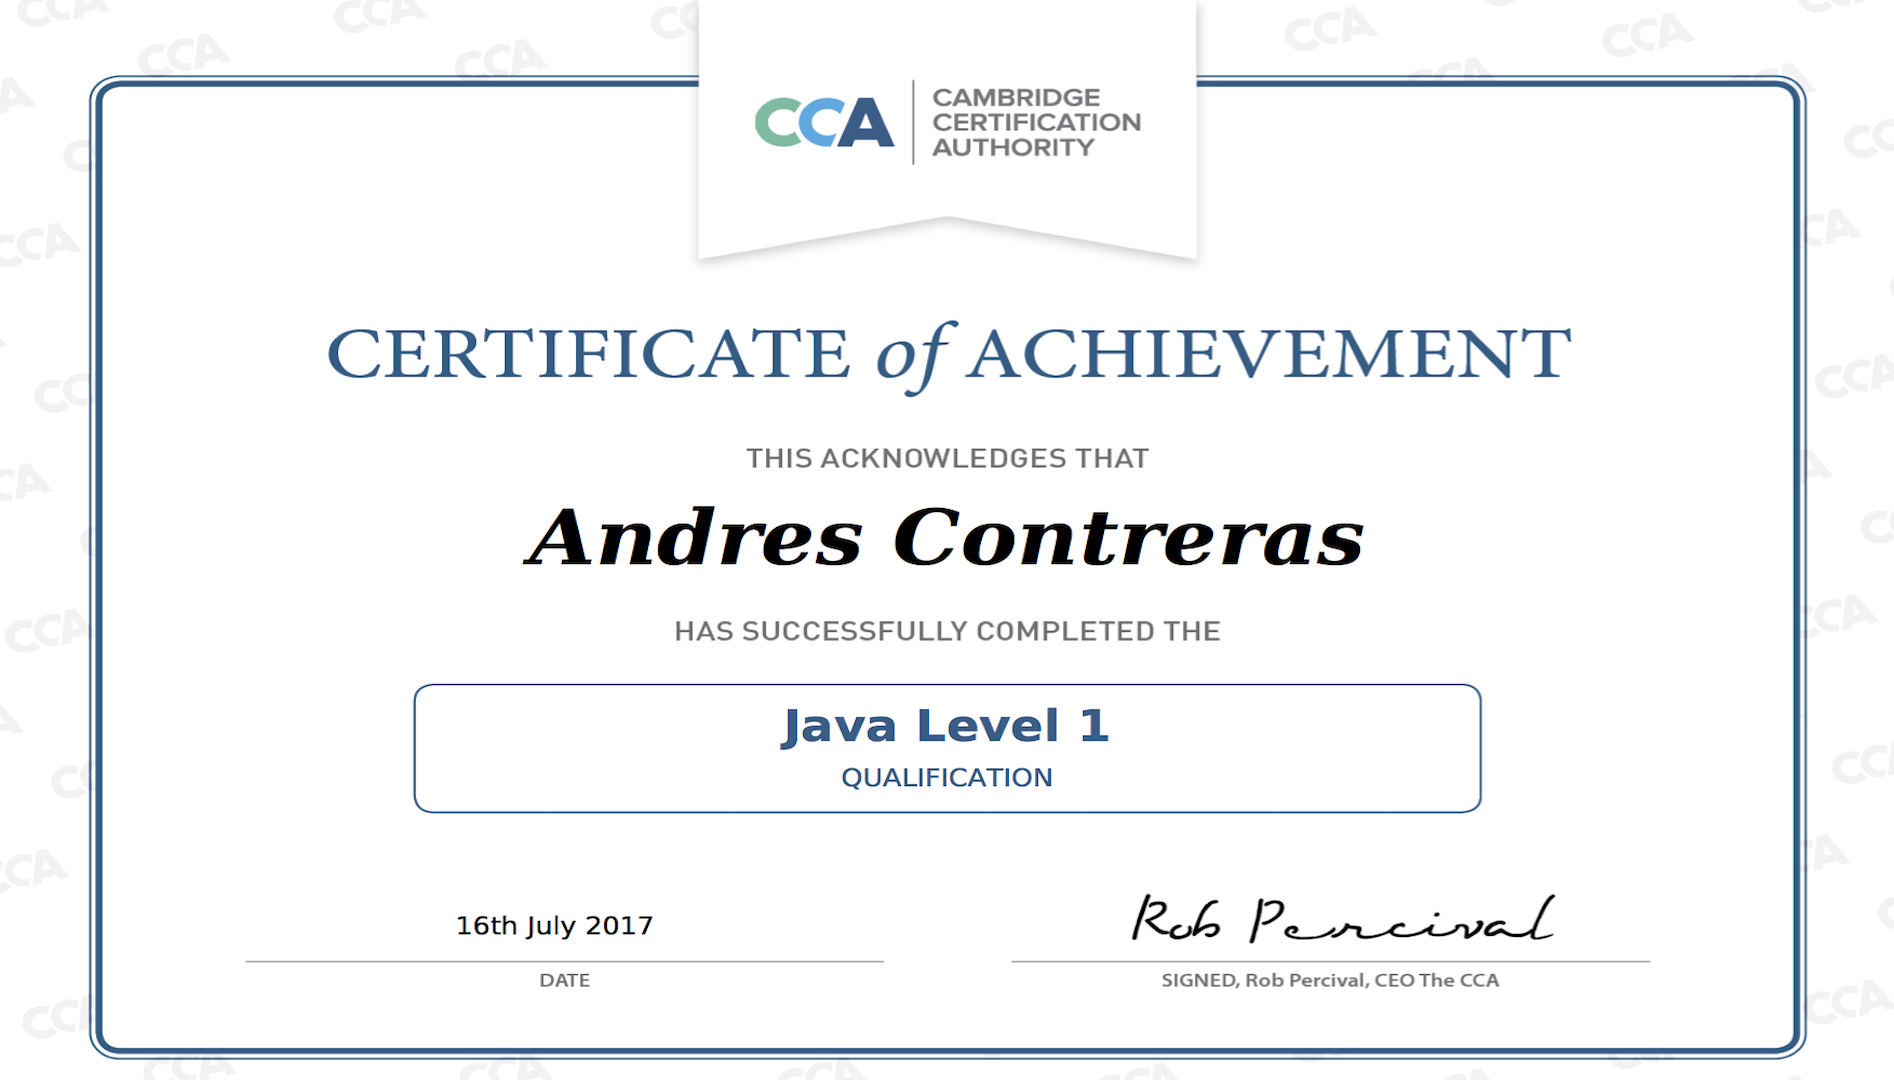 CCA
CAMBRIDGE
CERTIFICATION
AUTHORITY
CERTIFICATE of ACHIEVEMENT
THIS ACKNOWLEDGES THAT
Andres Contreras
HAS SUCCESSFULLY COMPLETED THE
Java Level 1
QUALIFICATION
16th July 2017
DATE
Rob Percival
SIGNED, Rob Percival, CEO The CCA